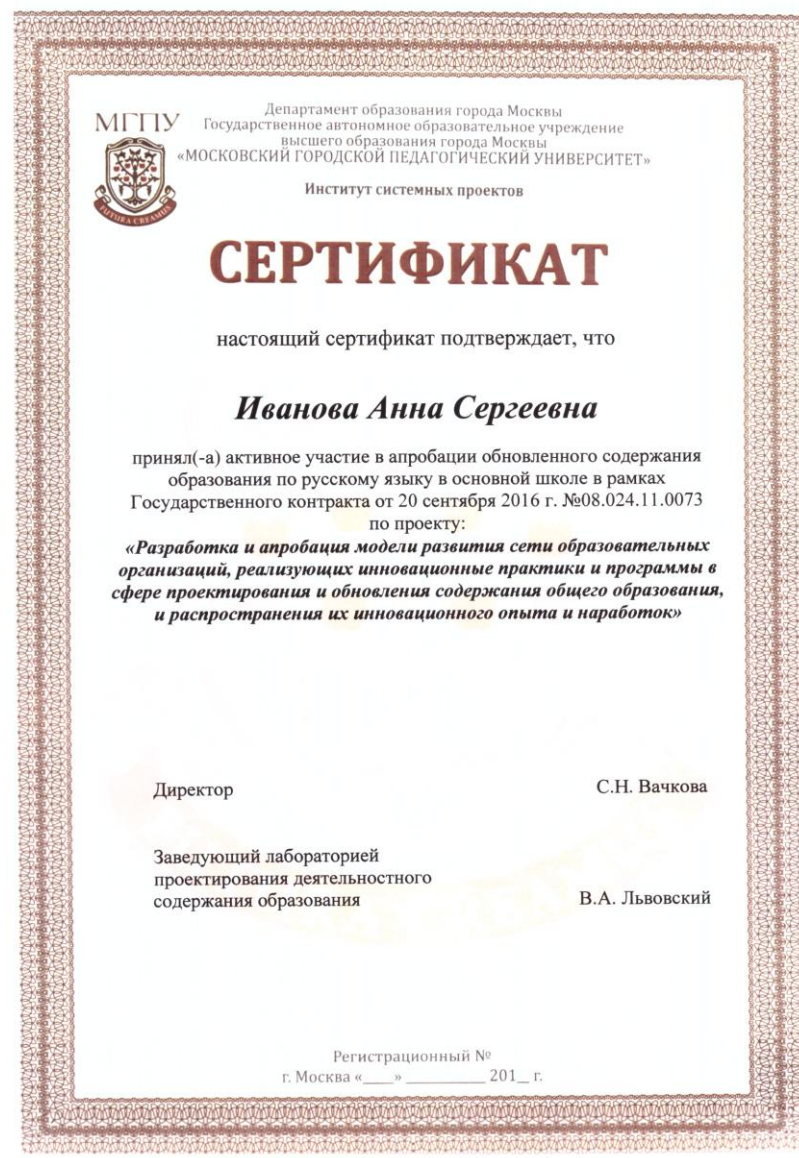 МГПУ
FUTURA CREAMUS
Департамент образования города Москвы
Государственное автономное образовательное учреждение
высшего образования города Москвы
«МОСКОВСКИЙ ГОРОДСКОЙ ПЕДАГОГИЧЕСКИЙ УНИВЕРСИТЕТ»
Институт системных проектов
СЕРТИФИКАТ
настоящий сертификат подтверждает, что
Иванова Анна Сергеевна
принял(-а) активное участие в апробации обновленного содержания
образования по русскому языку в основной школе в рамках
Государственного контракта от 20 сентября 2016 г. №08.024.11.0073
по проекту:
«Разработка и апробация модели развития сети образовательных
организаций, реализующих инновационные практики и программы в
сфере проектирования и обновления содержания общего образования,
и распространения их инновационного опыта и наработок»
Директор С.Н. Вачкова
Заведующий лабораторией
проектирования деятельностного
содержания образования В.А. Львовский
Регистрационный №
г. Москва «____» ___________ 201__ г.